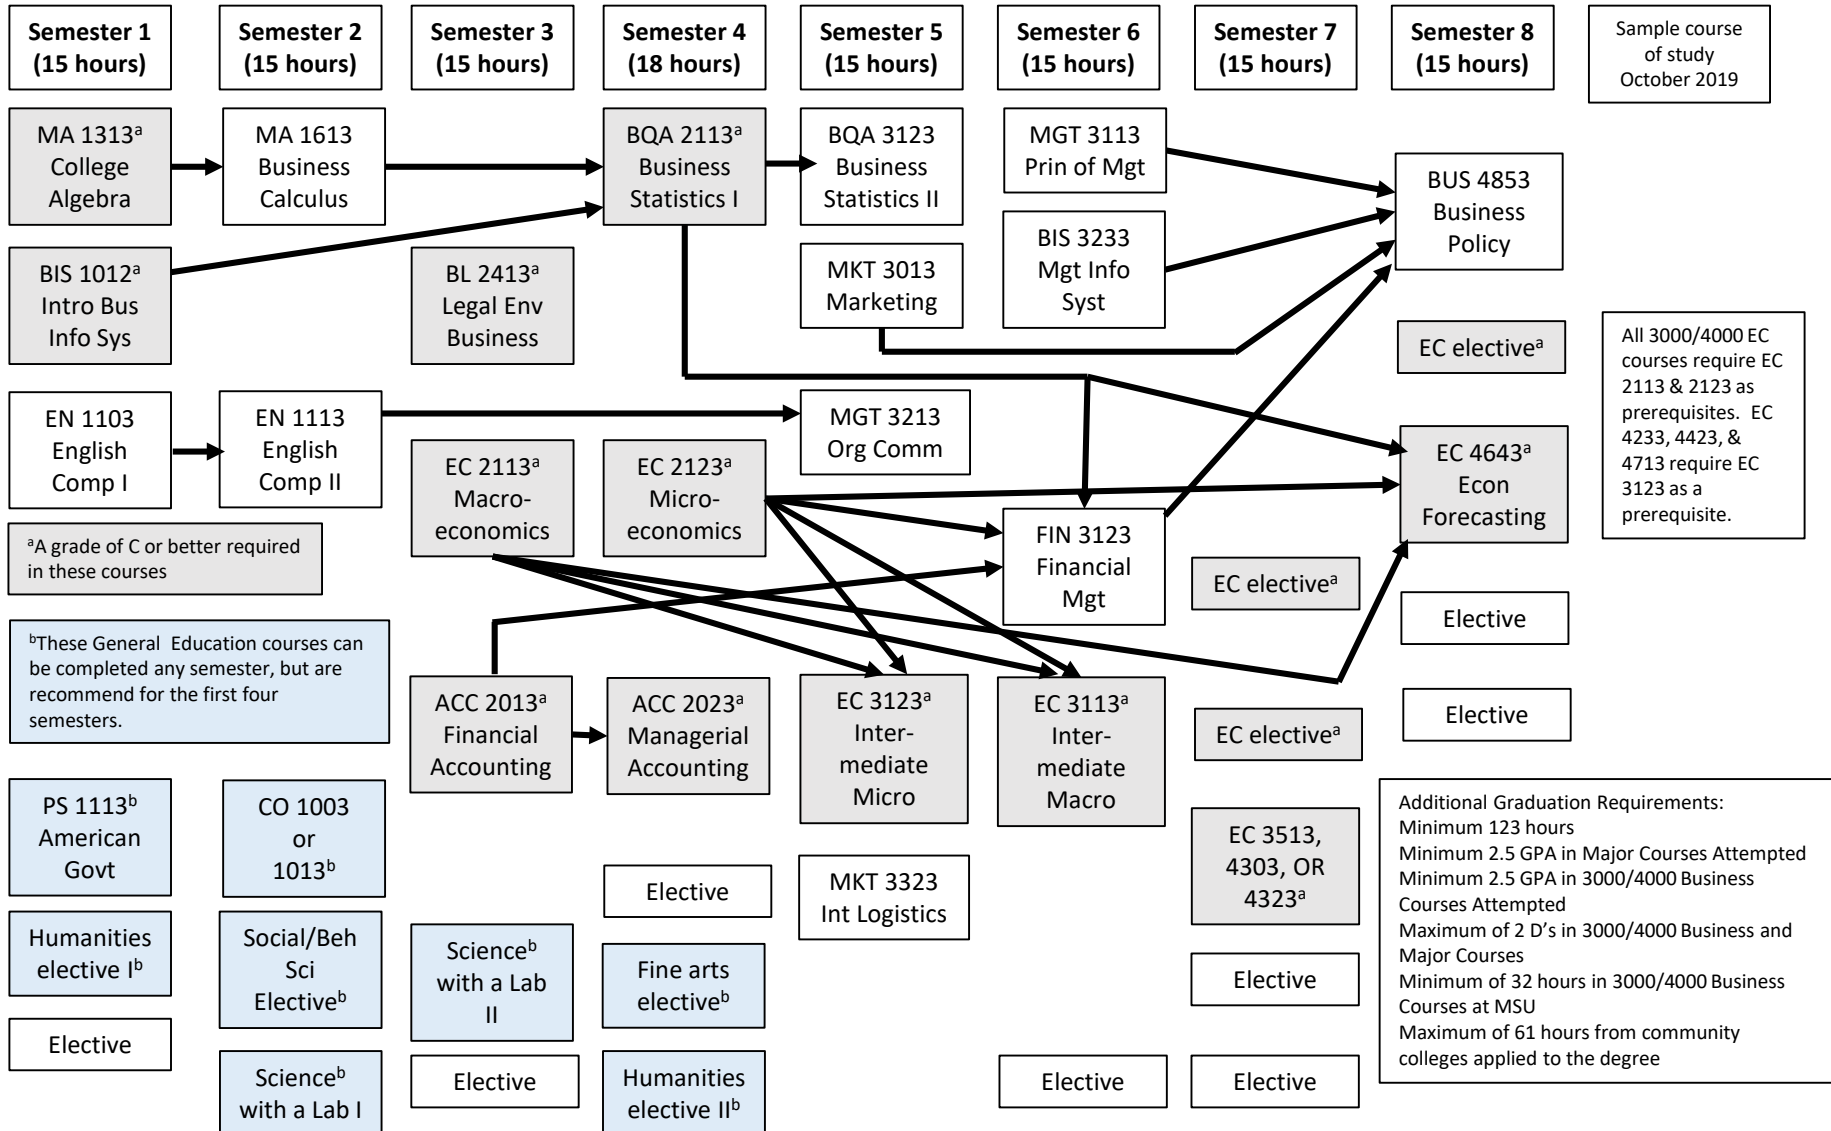 Semester 1
(15 hours)
Semester 2
(15 hours)
Semester 3
(15 hours)
Semester 4
(18 hours)
Semester 5
(15 hours)
Semester 6
(15 hours)
Semester 7
(15 hours)
Semester 8
(15 hours)
Sample course
of study
October 2019
MA 1313ᵃ
College
Algebra
MA 1613
Business
Calculus
BQA 2113ᵃ
Business
Statistics I
BQA 3123
Business
Statistics II
MGT 3113
Prin of Mgt
BUS 4853
Business
Policy
BIS 1012ᵃ
Intro Bus
Info Sys
BL 2413ᵃ
Legal Env
Business
MKT 3013
Marketing
BIS 3233
Mgt Info
Syst
EC electiveᵃ
All 3000/4000 EC
courses require EC
2113 & 2123 as
prerequisites. EC
4233, 4423, &
4713 require EC
3123 as a
prerequisite.
EN 1103
English
Comp I
EN 1113
English
Comp II
EC 2113ᵃ
Macro-
economics
EC 2123ᵃ
Micro-
economics
MGT 3213
Org Comm
FIN 3123
Financial
Mgt
EC 4643ᵃ
Econ
Forecasting
ᵃA grade of C or better required
in these courses
EC electiveᵃ
Elective
ᵇThese General Education courses can
be completed any semester, but are
recommend for the first four
semesters.
ACC 2013ᵃ
Financial
Accounting
ACC 2023ᵃ
Managerial
Accounting
EC 3123ᵃ
Inter-
mediate
Micro
EC 3113ᵃ
Inter-
mediate
Macro
EC electiveᵃ
Elective
PS 1113ᵇ
American
Govt
CO 1003
or
1013ᵇ
Elective
MKT 3323
Int Logistics
EC 3513,
4303, OR
4323ᵃ
Additional Graduation Requirements:
Minimum 123 hours
Minimum 2.5 GPA in Major Courses Attempted
Minimum 2.5 GPA in 3000/4000 Business
Courses Attempted
Maximum of 2 D’s in 3000/4000 Business and
Major Courses
Minimum of 32 hours in 3000/4000 Business
Courses at MSU
Maximum of 61 hours from community
colleges applied to the degree
Humanities
elective Iᵇ
Social/Beh
Sci
Electiveᵇ
Scienceᵇ
with a Lab
II
Fine arts
electiveᵇ
Elective
Elective
Scienceᵇ
with a Lab I
Elective
Humanities
elective IIᵇ
Elective
Elective